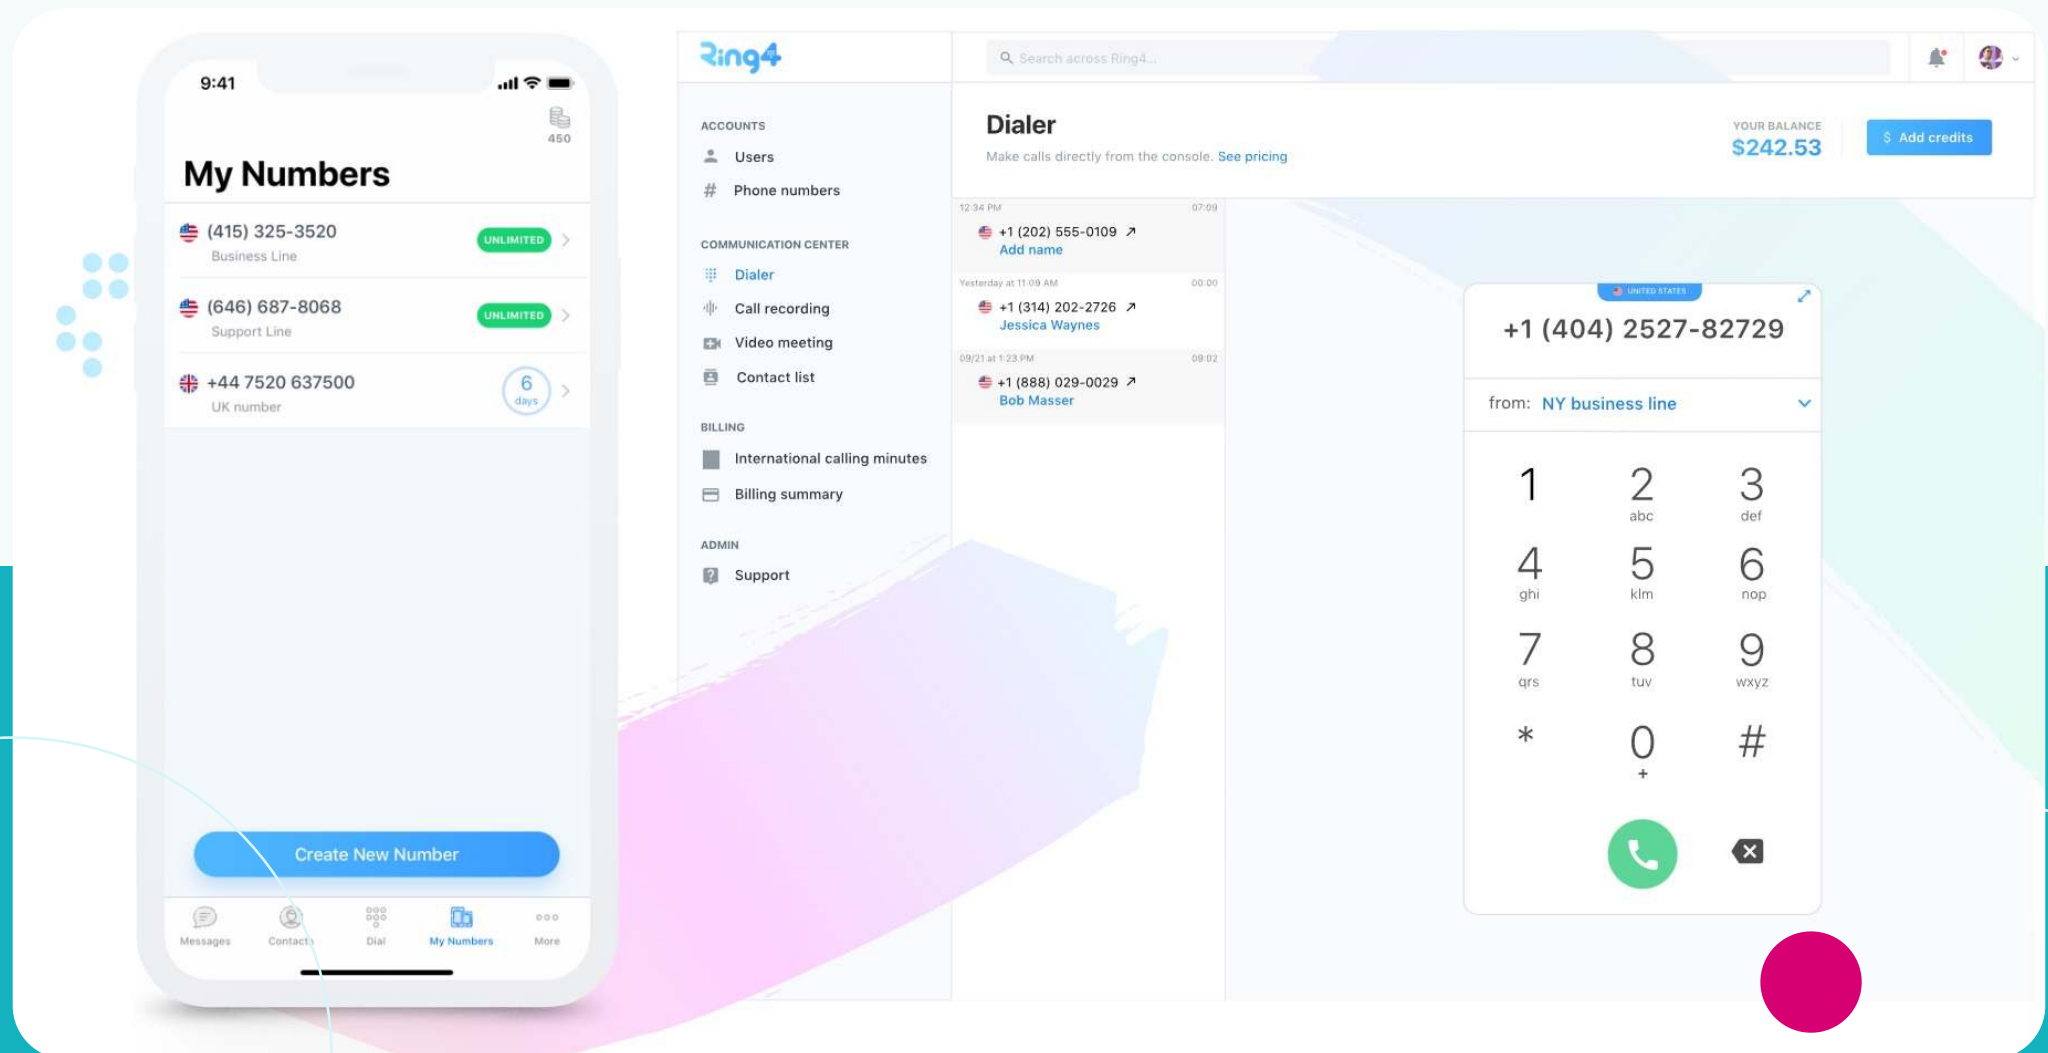 9:41
450
My Numbers
(415) 325-3520
Business Line
UNLIMITED
(646) 687-8068
Support Line
UNLIMITED
+44 7520 637500
UK number
6
days
Create New Number
Messages
Contacts
Dial
My Numbers
More
Ring4
Search across Ring4...
ACCOUNTS
Users
# Phone numbers
COMMUNICATION CENTER
Dialer
Call recording
Video meeting
Contact list
BILLING
International calling minutes
Billing summary
ADMIN
? Support
Dialer
Make calls directly from the console. See pricing
YOUR BALANCE
$242.53
$ Add credits
12:34 PM 07:09
+1 (202) 555-0109
Add name
Yesterday at 11:09 AM 00:00
+1 (314) 202-2726
Jessica Waynes
09/21 at 1:23 PM 09:02
+1 (888) 029-0029
Bob Masser
UNITED STATES
+1 (404) 2527-82729
from: NY business line
1 2 3
abc def
4 5 6
ghi klm nop
7 8 9
qrs tuv wxyz
* 0 #
+